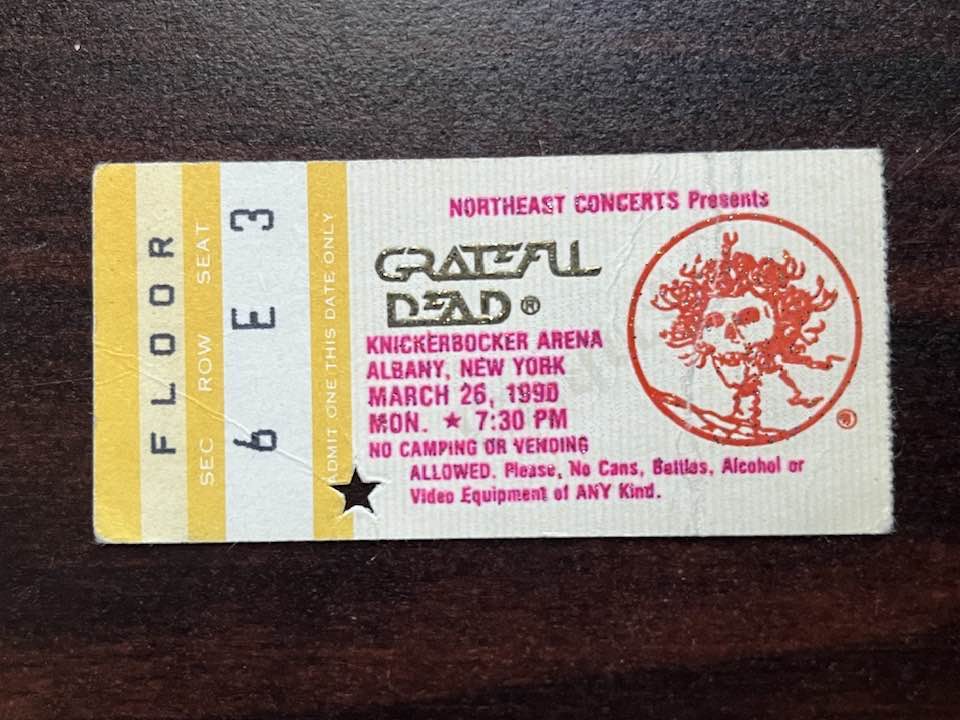 FLOOR
SEC ROW SEAT
6 E 3
ADMIT ONE THIS DATE ONLY
NORTHEAST CONCERTS Presents
GRATEFUL
DEAD ®
KNICKERBOCKER ARENA
ALBANY, NEW YORK
MARCH 26, 1990
MON. ★ 7:30 PM
NO CAMPING OR VENDING
ALLOWED. Please, No Cans, Bottles, Alcohol or
Video Equipment of ANY Kind.
®